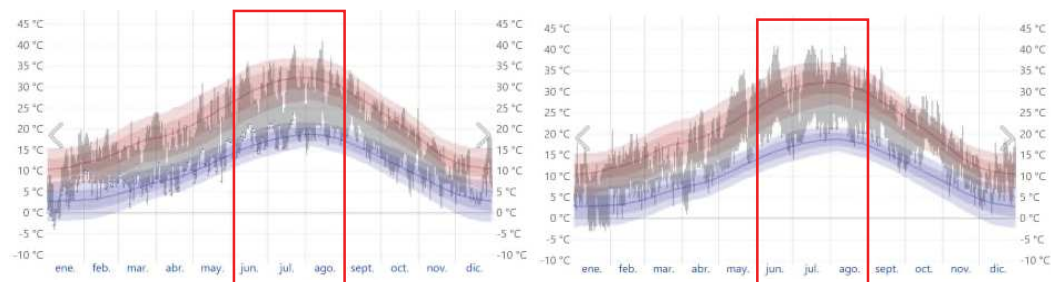 45 °C 45 °C
40 °C 40 °C
35 °C 35 °C
30 °C 30 °C
25 °C 25 °C
20 °C 20 °C
15 °C 15 °C
10 °C 10 °C
5 °C 5 °C
0 °C 0 °C
-5 °C -5 °C
-10 °C -10 °C
ene. feb. mar. abr. may. jun. jul. ago. sept. oct. nov. dic.
45 °C 45 °C
40 °C 40 °C
35 °C 35 °C
30 °C 30 °C
25 °C 25 °C
20 °C 20 °C
15 °C 15 °C
10 °C 10 °C
5 °C 5 °C
0 °C 0 °C
-5 °C -5 °C
-10 °C -10 °C
ene. feb. mar. abr. may. jun. jul. ago. sept. oct. nov. dic.